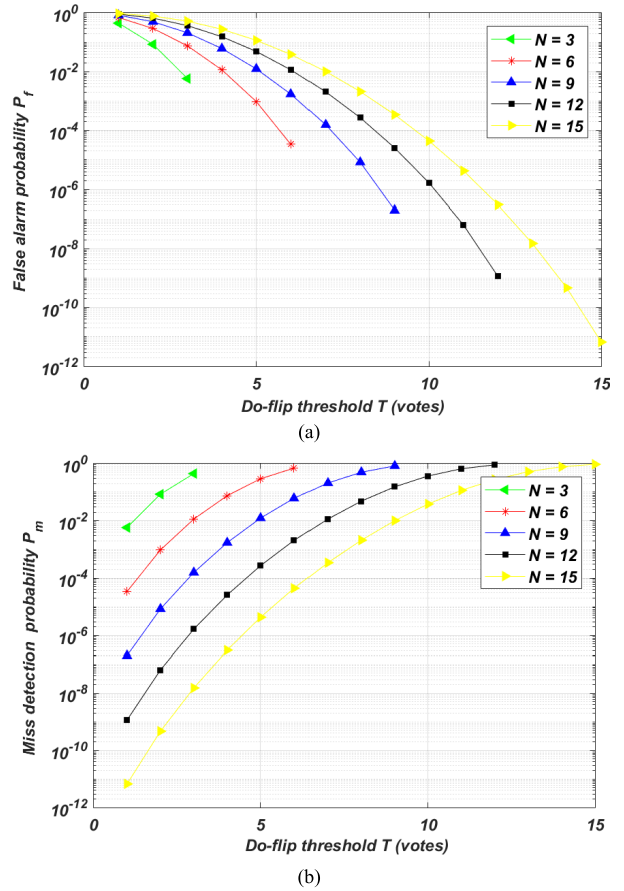 10^0
10^-2
10^-4
10^-6
10^-8
10^-10
10^-12
False alarm probability P_f
N = 3
N = 6
N = 9
N = 12
N = 15
0 5 10 15
Do-flip threshold T (votes)
(a)
10^0
10^-2
10^-4
10^-6
10^-8
10^-10
10^-12
Miss detection probability P_m
N = 3
N = 6
N = 9
N = 12
N = 15
0 5 10 15
Do-flip threshold T (votes)
(b)